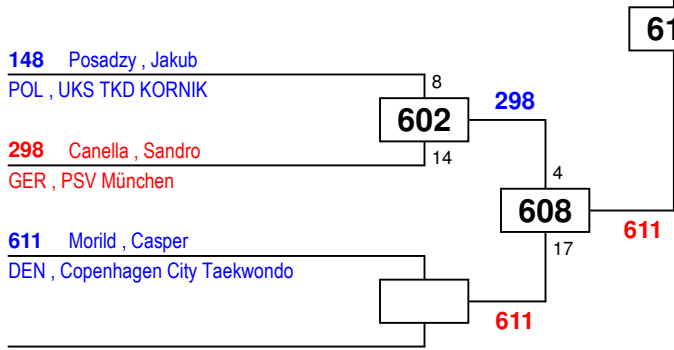 61
148 Posadzy , Jakub
POL , UKS TKD KORNIK
8
602
298
14
298 Canella , Sandro
GER , PSV München
4
608
611
17
611 Morild , Casper
DEN , Copenhagen City Taekwondo
611